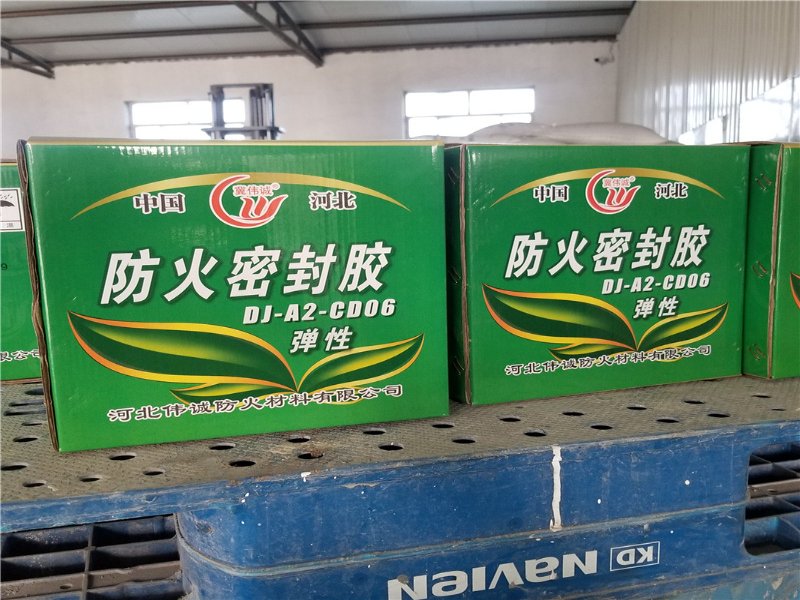 中国 冀伟诚® 河北
防火密封胶
DJ-A2-CD06
弹性
河北伟诚防火材料有限公司
中国 冀伟诚® 河北
防火密封胶
DJ-A2-CD06
弹性
河北伟诚防火材料有限公司
KD NAVIEN